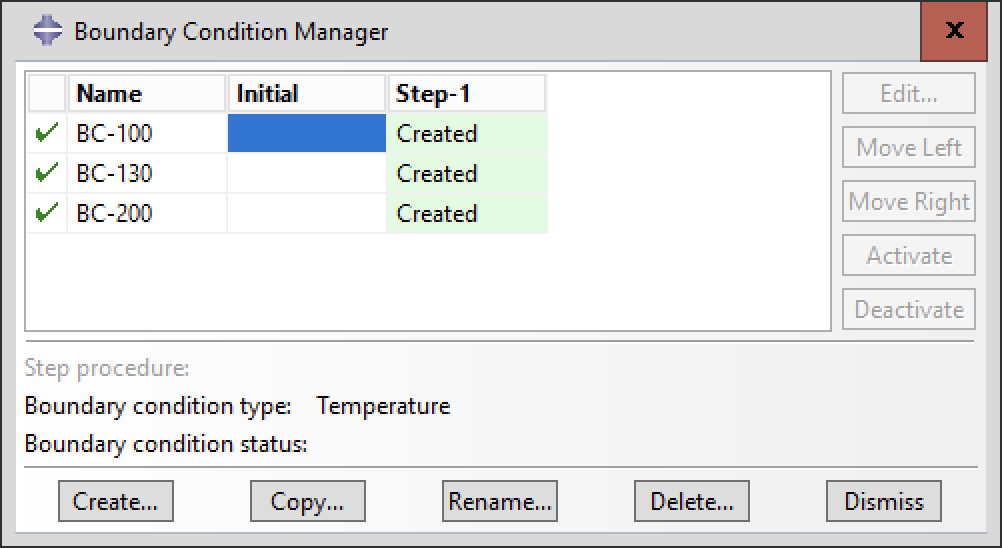 Boundary Condition Manager
x
Name Initial Step-1
BC-100 Created
BC-130 Created
BC-200 Created
Edit...
Move Left
Move Right
Activate
Deactivate
Step procedure:
Boundary condition type: Temperature
Boundary condition status:
Create... Copy... Rename... Delete... Dismiss